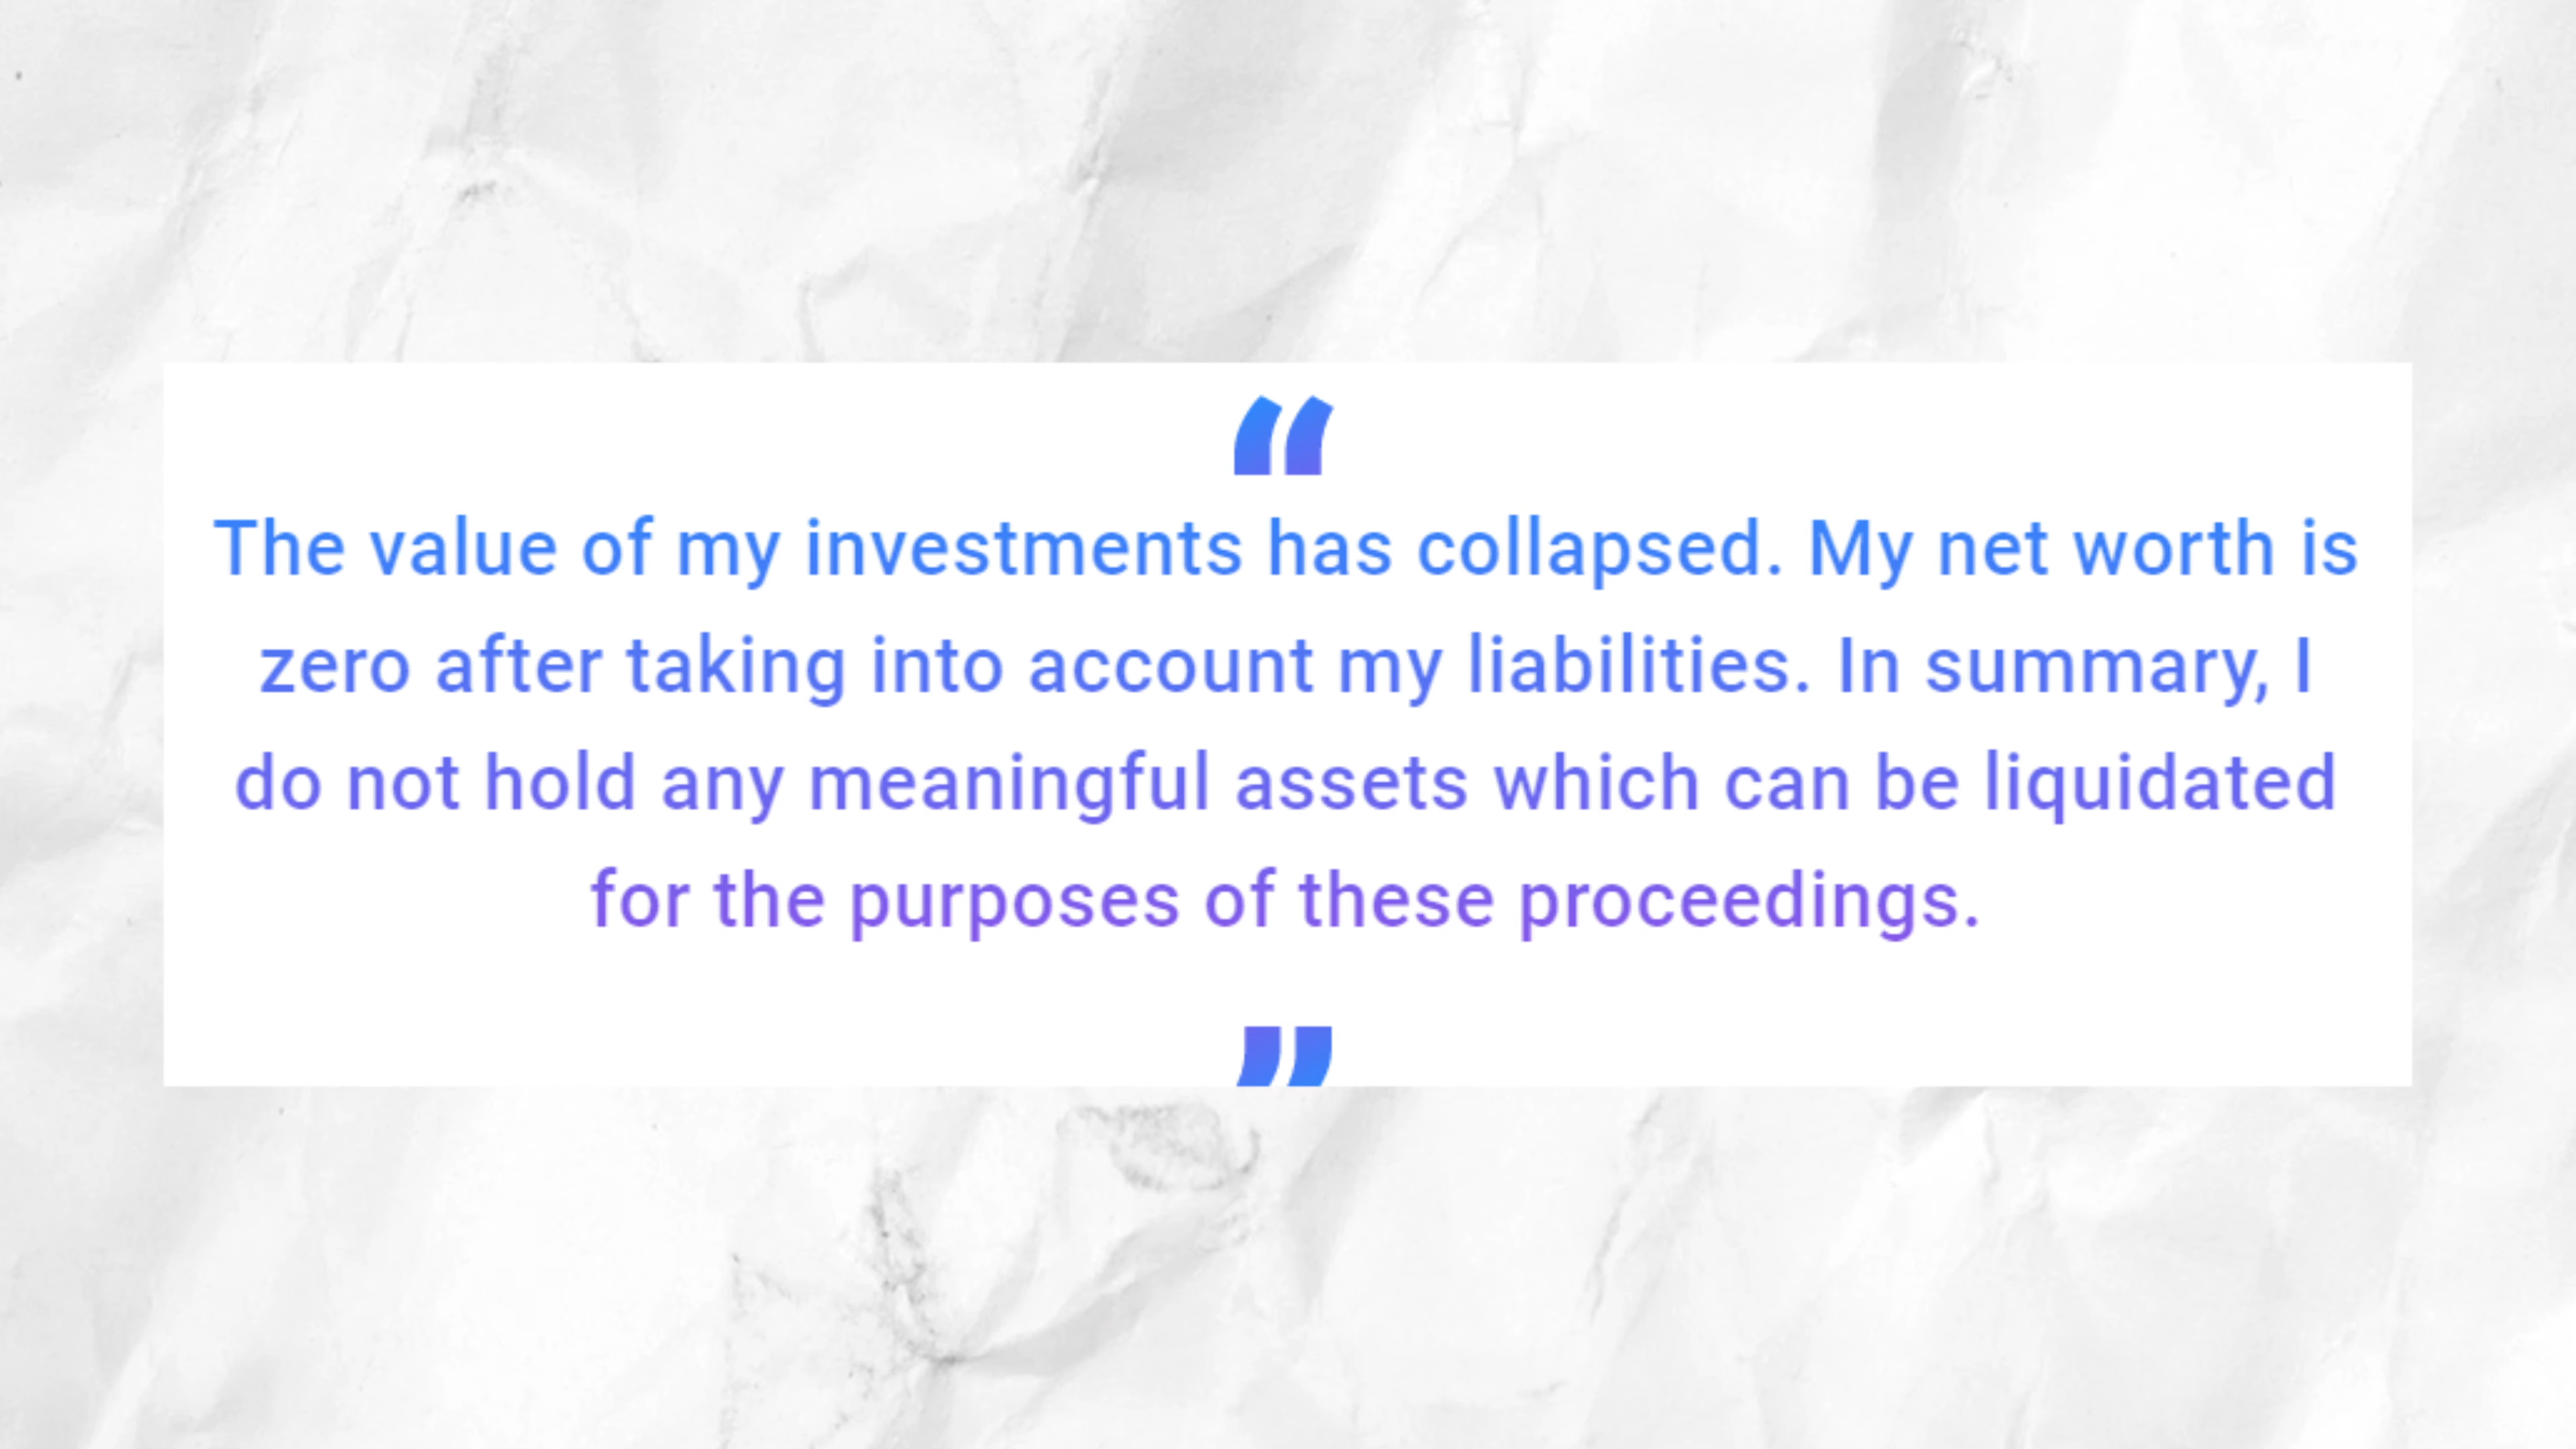 “
The value of my investments has collapsed. My net worth is
zero after taking into account my liabilities. In summary, I
do not hold any meaningful assets which can be liquidated
for the purposes of these proceedings.
”